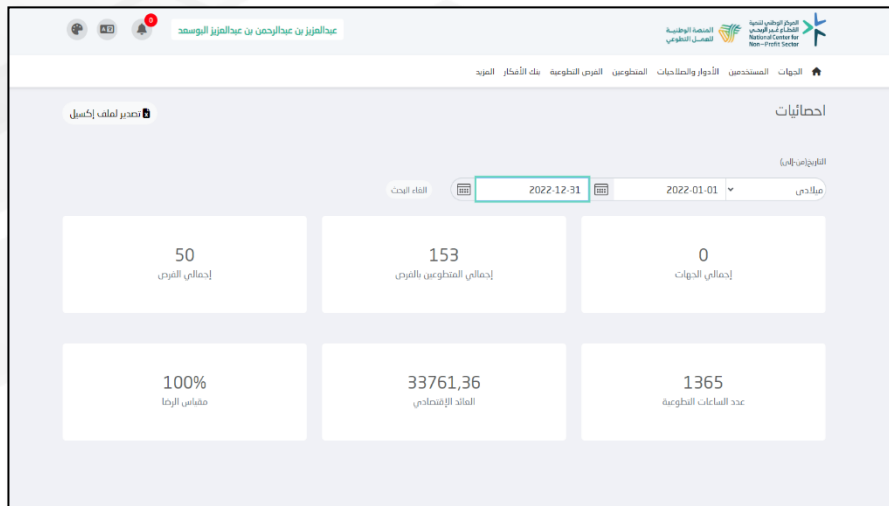 المركز الوطني لتنمية
القطاع غير الربحي
National Center for
Non-Profit Sector
المنصة الوطنية
للعمل التطوعي
عبدالعزيز بن عبدالرحمن بن عبدالعزيز البوسعد
0
الجهات المستخدمين الأدوار والصلاحيات المتطوعين الفرص التطوعية بنك الأفكار المزيد
احصائيات
تصدير لملف إكسيل
التاريخ(من-إلى)
ميلادي 2022-01-01 2022-12-31 الغاء البحث
0 153 50
إجمالي الجهات إجمالي المتطوعين بالفرص إجمالي الفرص
1365 33761,36 100%
عدد الساعات التطوعية العائد الإقتصادي مقياس الرضا